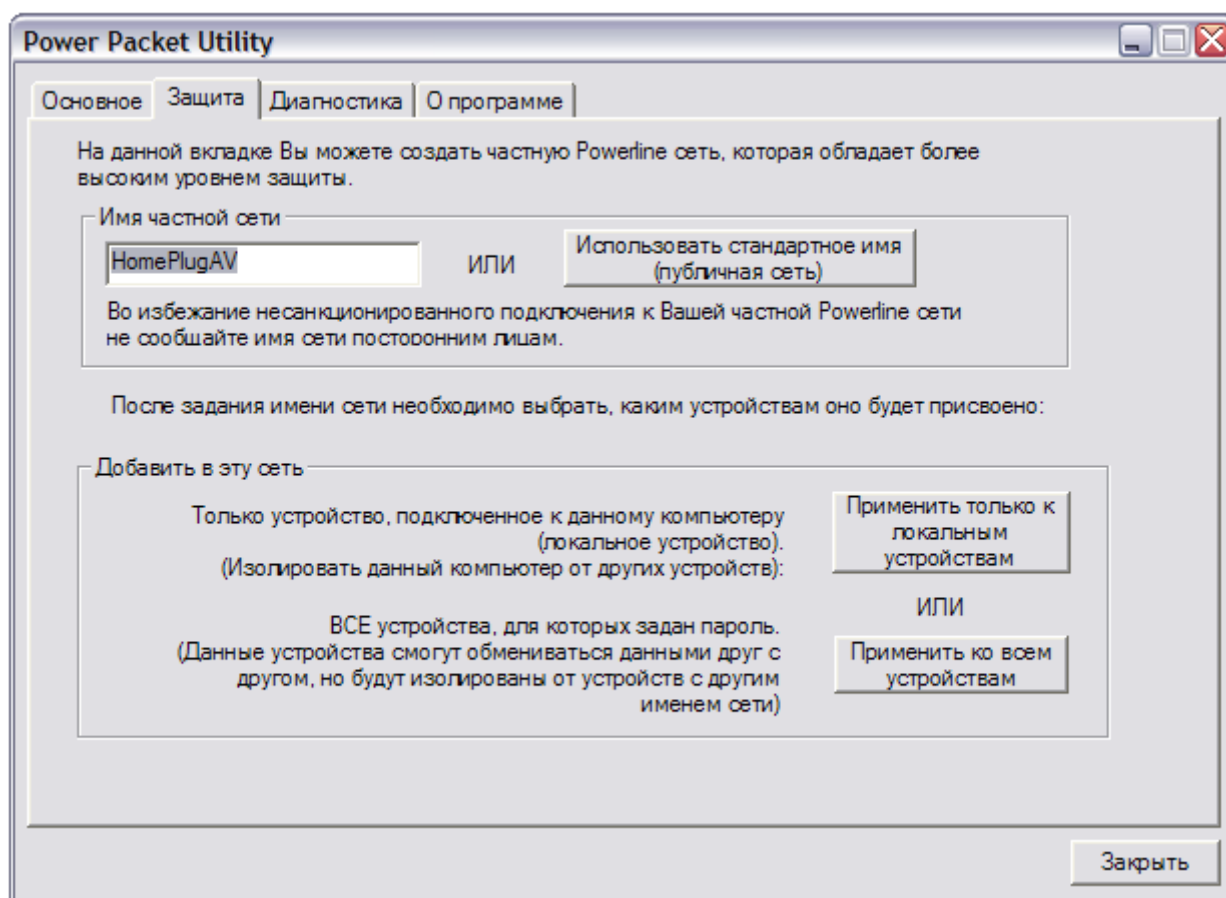 Power Packet Utility
Основное Защита Диагностика О программе
На данной вкладке Вы можете создать частную Powerline сеть, которая обладает более
высоким уровнем защиты.
Имя частной сети
HomePlugAV ИЛИ Использовать стандартное имя
(публичная сеть)
Во избежание несанкционированного подключения к Вашей частной Powerline сети
не сообщайте имя сети посторонним лицам.
После задания имени сети необходимо выбрать, каким устройствам оно будет присвоено:
Добавить в эту сеть
Только устройство, подключенное к данному компьютеру
(локальное устройство).
(Изолировать данный компьютер от других устройств):
Применить только к
локальным
устройствам
ИЛИ
ВСЕ устройства, для которых задан пароль.
(Данные устройства смогут обмениваться данными друг с
другом, но будут изолированы от устройств с другим
именем сети)
Применить ко всем
устройствам
Закрыть